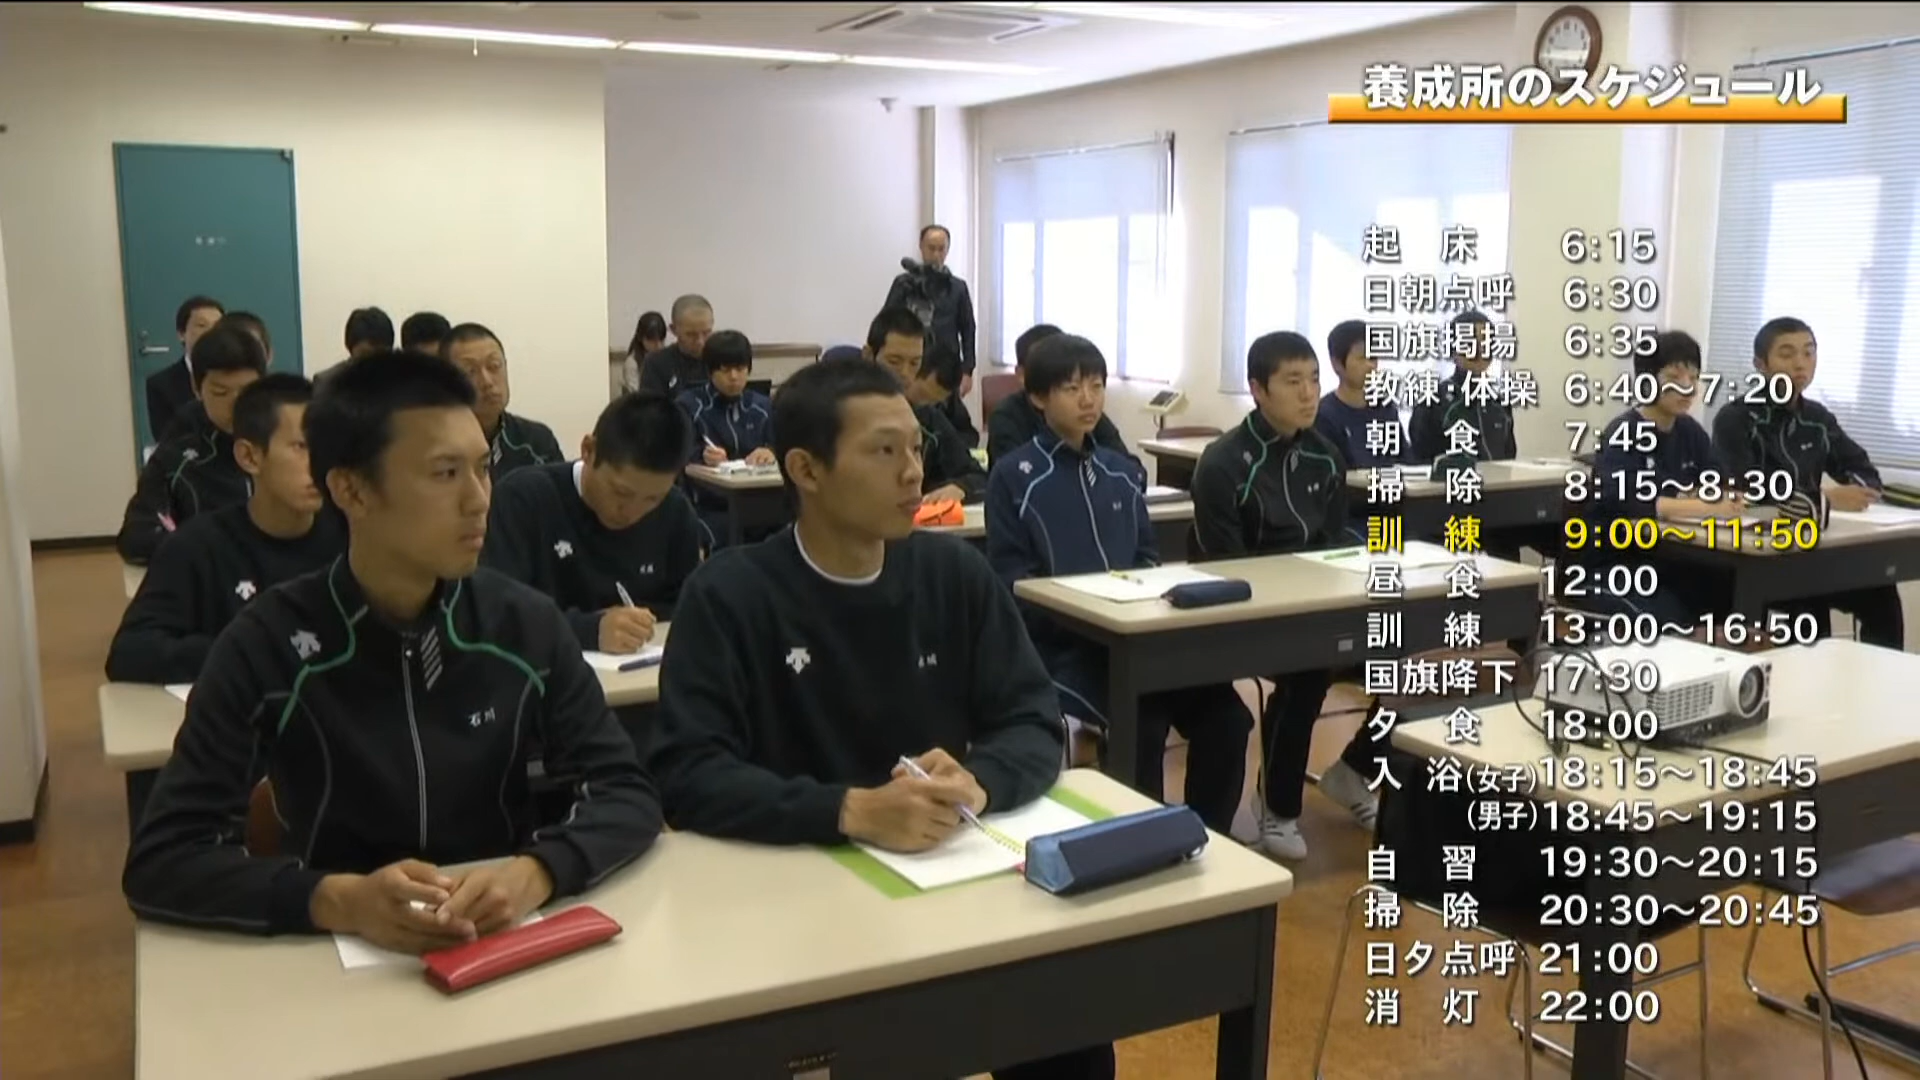 養成所のスケジュール
起 床 6:15
日朝点呼 6:30
国旗掲揚 6:35
教練・体操 6:40〜7:20
朝 食 7:45
掃 除 8:15〜8:30
訓 練 9:00〜11:50
昼 食 12:00
訓 練 13:00〜16:50
国旗降下 17:30
夕 食 18:00
入 浴(女子)18:15〜18:45
(男子)18:45〜19:15
自 習 19:30〜20:15
掃 除 20:30〜20:45
日夕点呼 21:00
消 灯 22:00
石川